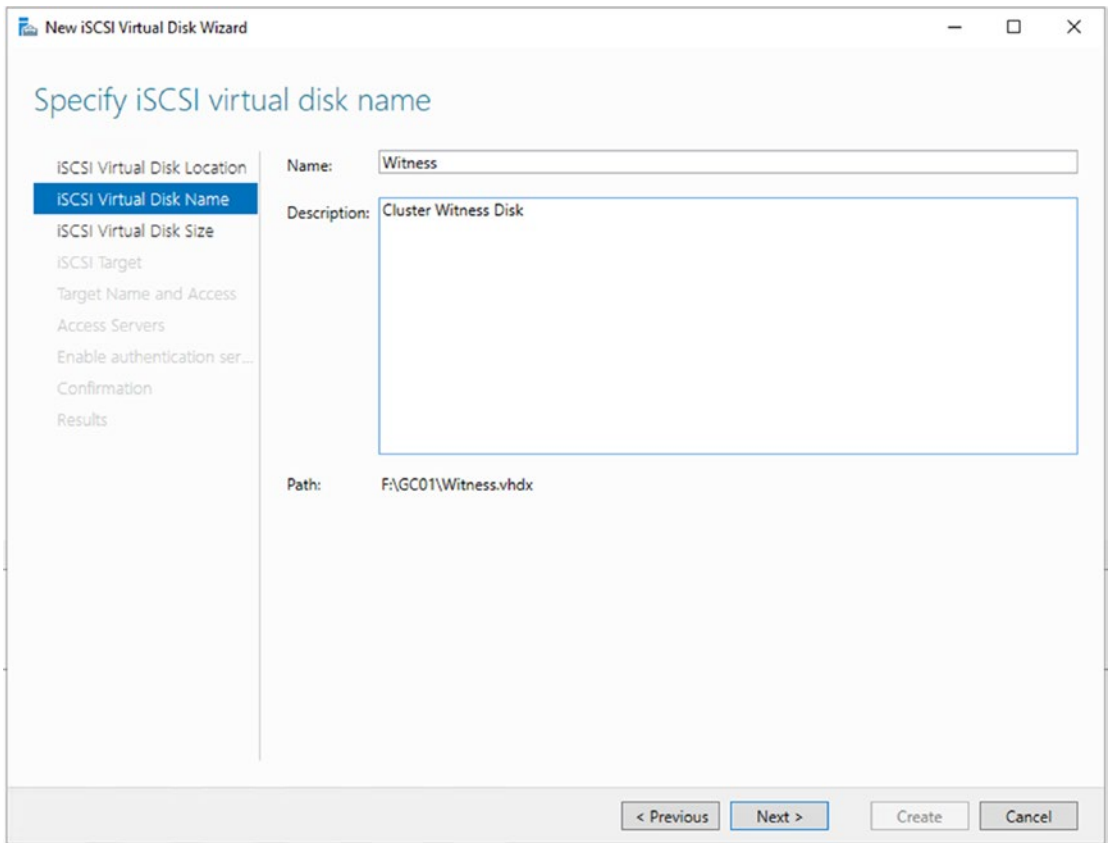 New iSCSI Virtual Disk Wizard
Specify iSCSI virtual disk name
iSCSI Virtual Disk Location
iSCSI Virtual Disk Name
iSCSI Virtual Disk Size
iSCSI Target
Target Name and Access
Access Servers
Enable authentication ser...
Confirmation
Results
Name: Witness
Description: Cluster Witness Disk
Path: F:\GC01\Witness.vhdx
< Previous Next > Create Cancel